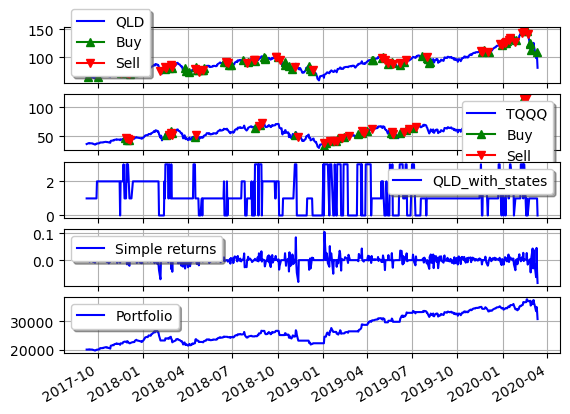 150
100
QLD
Buy
Sell
100
50
TQQQ
Buy
Sell
2
0
QLD_with_states
0.1
0.0
Simple returns
30000
20000
Portfolio
2017-10
2018-01
2018-04
2018-07
2018-10
2019-01
2019-04
2019-07
2019-10
2020-01
2020-04